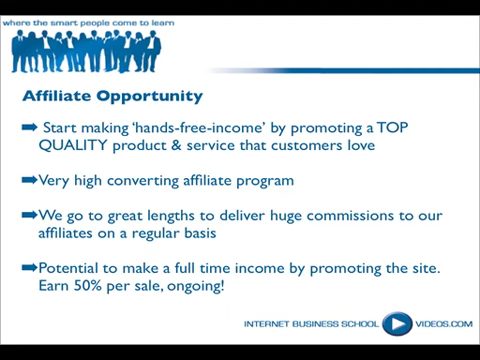 where the smart people come to learn
Affiliate Opportunity
Start making ‘hands-free-income’ by promoting a TOP
QUALITY product & service that customers love
Very high converting affiliate program
We go to great lengths to deliver huge commissions to our
affiliates on a regular basis
Potential to make a full time income by promoting the site.
Earn 50% per sale, ongoing!
INTERNET BUSINESS SCHOOL VIDEOS.COM